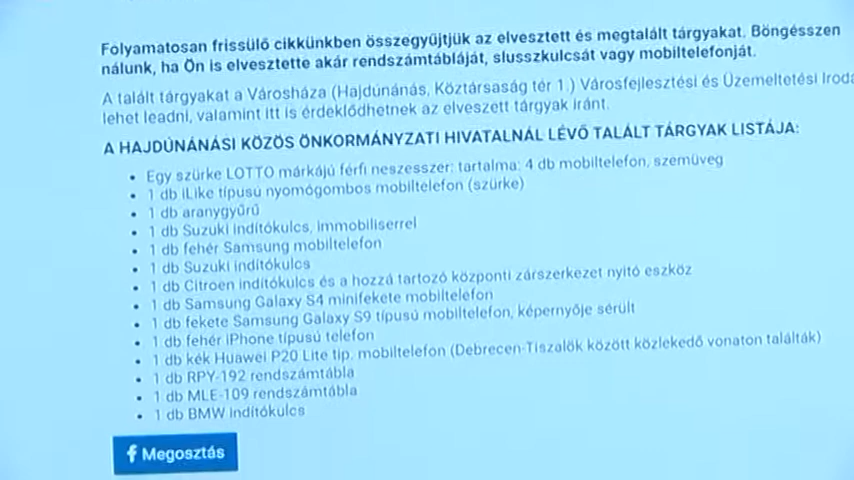 Folyamatosan frissülő cikkünkben összegyűjtjük az elvesztett és megtalált tárgyakat. Böngésszen
nálunk, ha Ön is elvesztette akár rendszámtábláját, slusszkulcsát vagy mobiltelefonját.
A talált tárgyakat a Városháza (Hajdúnánás, Köztársaság tér 1.) Városfejlesztési és Üzemeltetési Iroda
lehet leadni, valamint itt is érdeklődhetnek az elveszett tárgyak iránt.
A HAJDÚNÁNÁSI KÖZÖS ÖNKORMÁNYZATI HIVATALNÁL LÉVŐ TALÁLT TÁRGYAK LISTÁJA:
• Egy szürke LOTTO márkájú férfi neszesszer: tartalma: 4 db mobiltelefon, szemüveg
• 1 db iLike típusú nyomógombos mobiltelefon (szürke)
• 1 db aranygyűrű
• 1 db Suzuki indítókulcs, immobiliserrel
• 1 db fehér Samsung mobiltelefon
• 1 db Suzuki indítókulcs
• 1 db Citroen indítókulcs és a hozzá tartozó központi zárszerkezet nyitó eszköz
• 1 db Samsung Galaxy S4 minifekete mobiltelefon
• 1 db fekete Samsung Galaxy S9 típusú mobiltelefon, képernyője sérült
• 1 db fehér iPhone típusú telefon
• 1 db kék Huawei P20 Lite tip. mobiltelefon (Debrecen-Tiszalök között közlekedő vonaton találták)
• 1 db RPY-192 rendszámtábla
• 1 db MLE-109 rendszámtábla
• 1 db BMW indítókulcs
f Megosztás